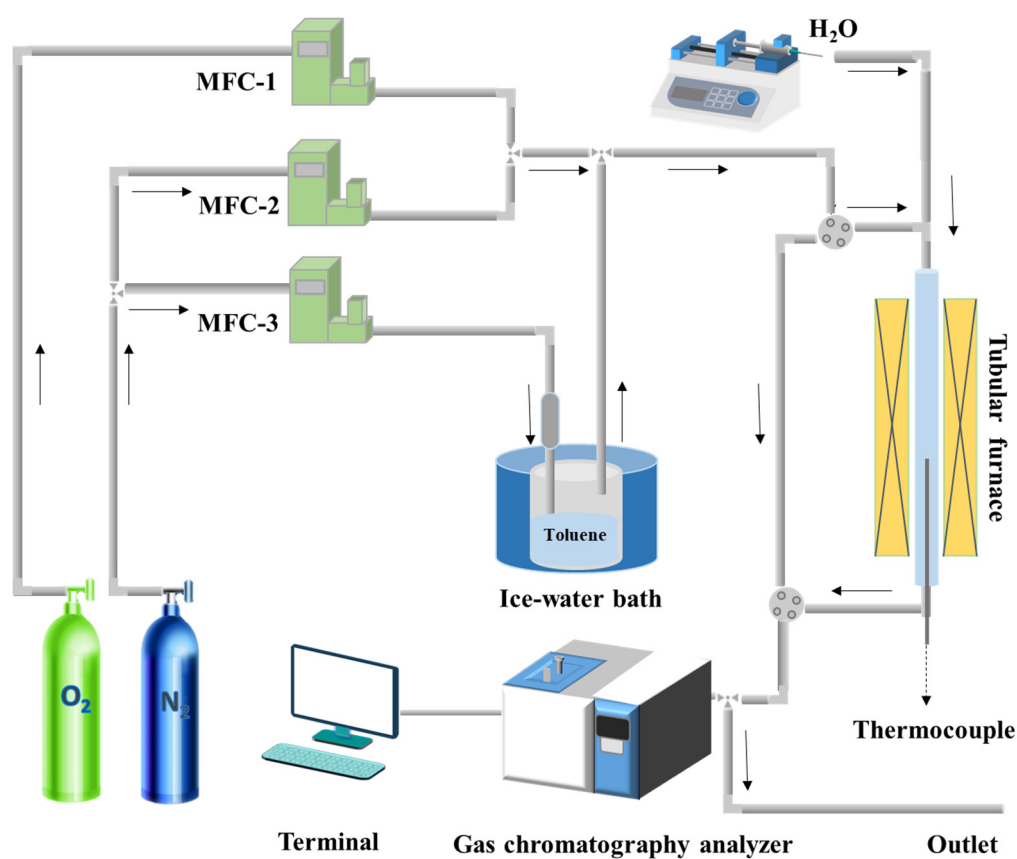 H₂O
MFC-1
MFC-2
MFC-3
Tubular furnace
Toluene
Ice-water bath
O₂
N₂
Thermocouple
Terminal
Gas chromatography analyzer
Outlet